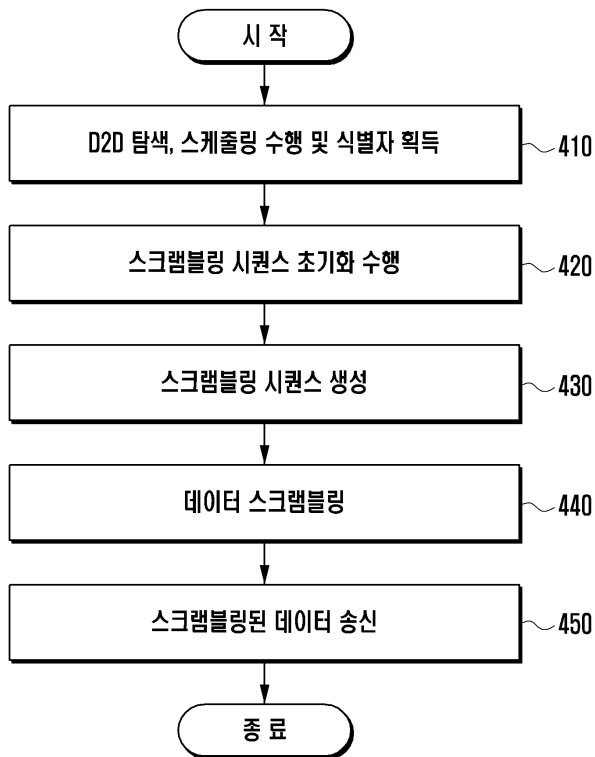 시 작
D2D 탐색, 스케줄링 수행 및 식별자 획득
410
스크램블링 시퀀스 초기화 수행
420
스크램블링 시퀀스 생성
430
데이터 스크램블링
440
스크램블링된 데이터 송신
450
종 료